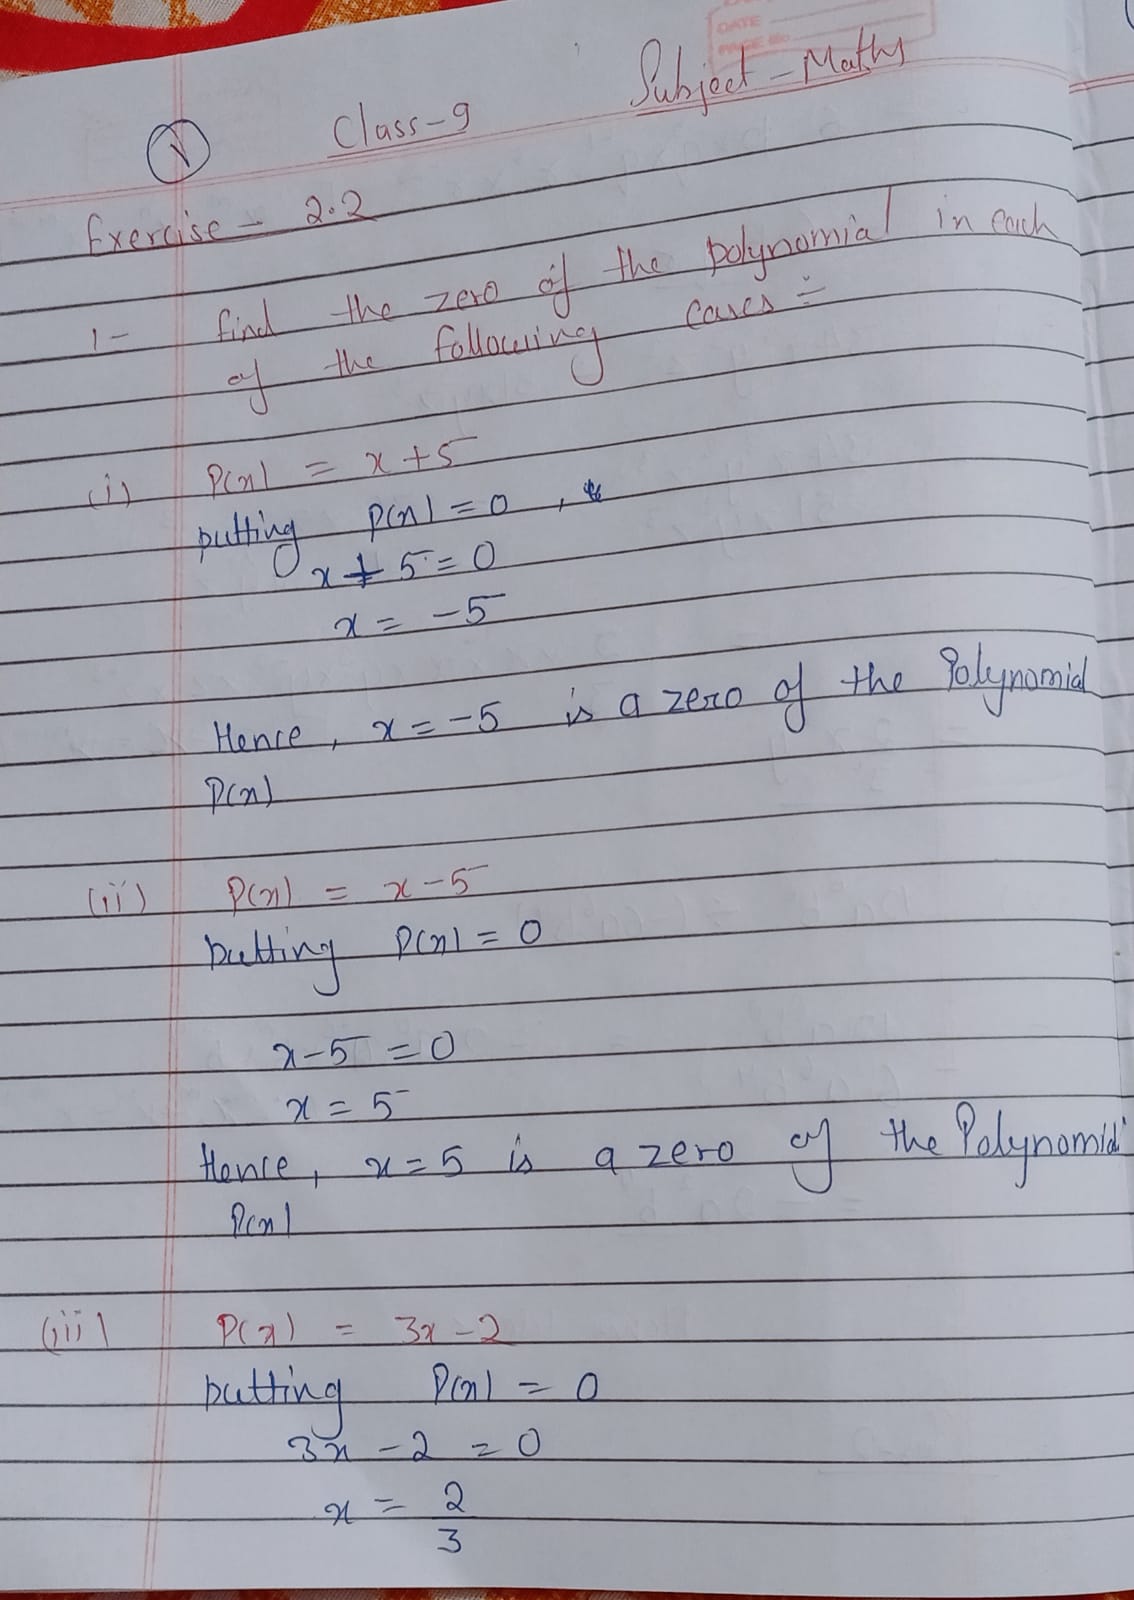 DATE
PAGE No.
Subject - Maths
Class-9
Exercise - 2.2
1- find the zero of the polynomial in each
of the following cases :-
(i) P(x) = x+5
putting P(x) = 0 ,
x + 5 = 0
x = -5
Hence, x = -5 is a zero of the Polynomial
P(x)
(ii) P(x) = x-5
putting P(x) = 0
x-5 = 0
x = 5
Hence, x = 5 is a zero of the Polynomial
P(x)
(iii) P(x) = 3x-2
putting P(x) = 0
3x - 2 = 0
x = 2
3